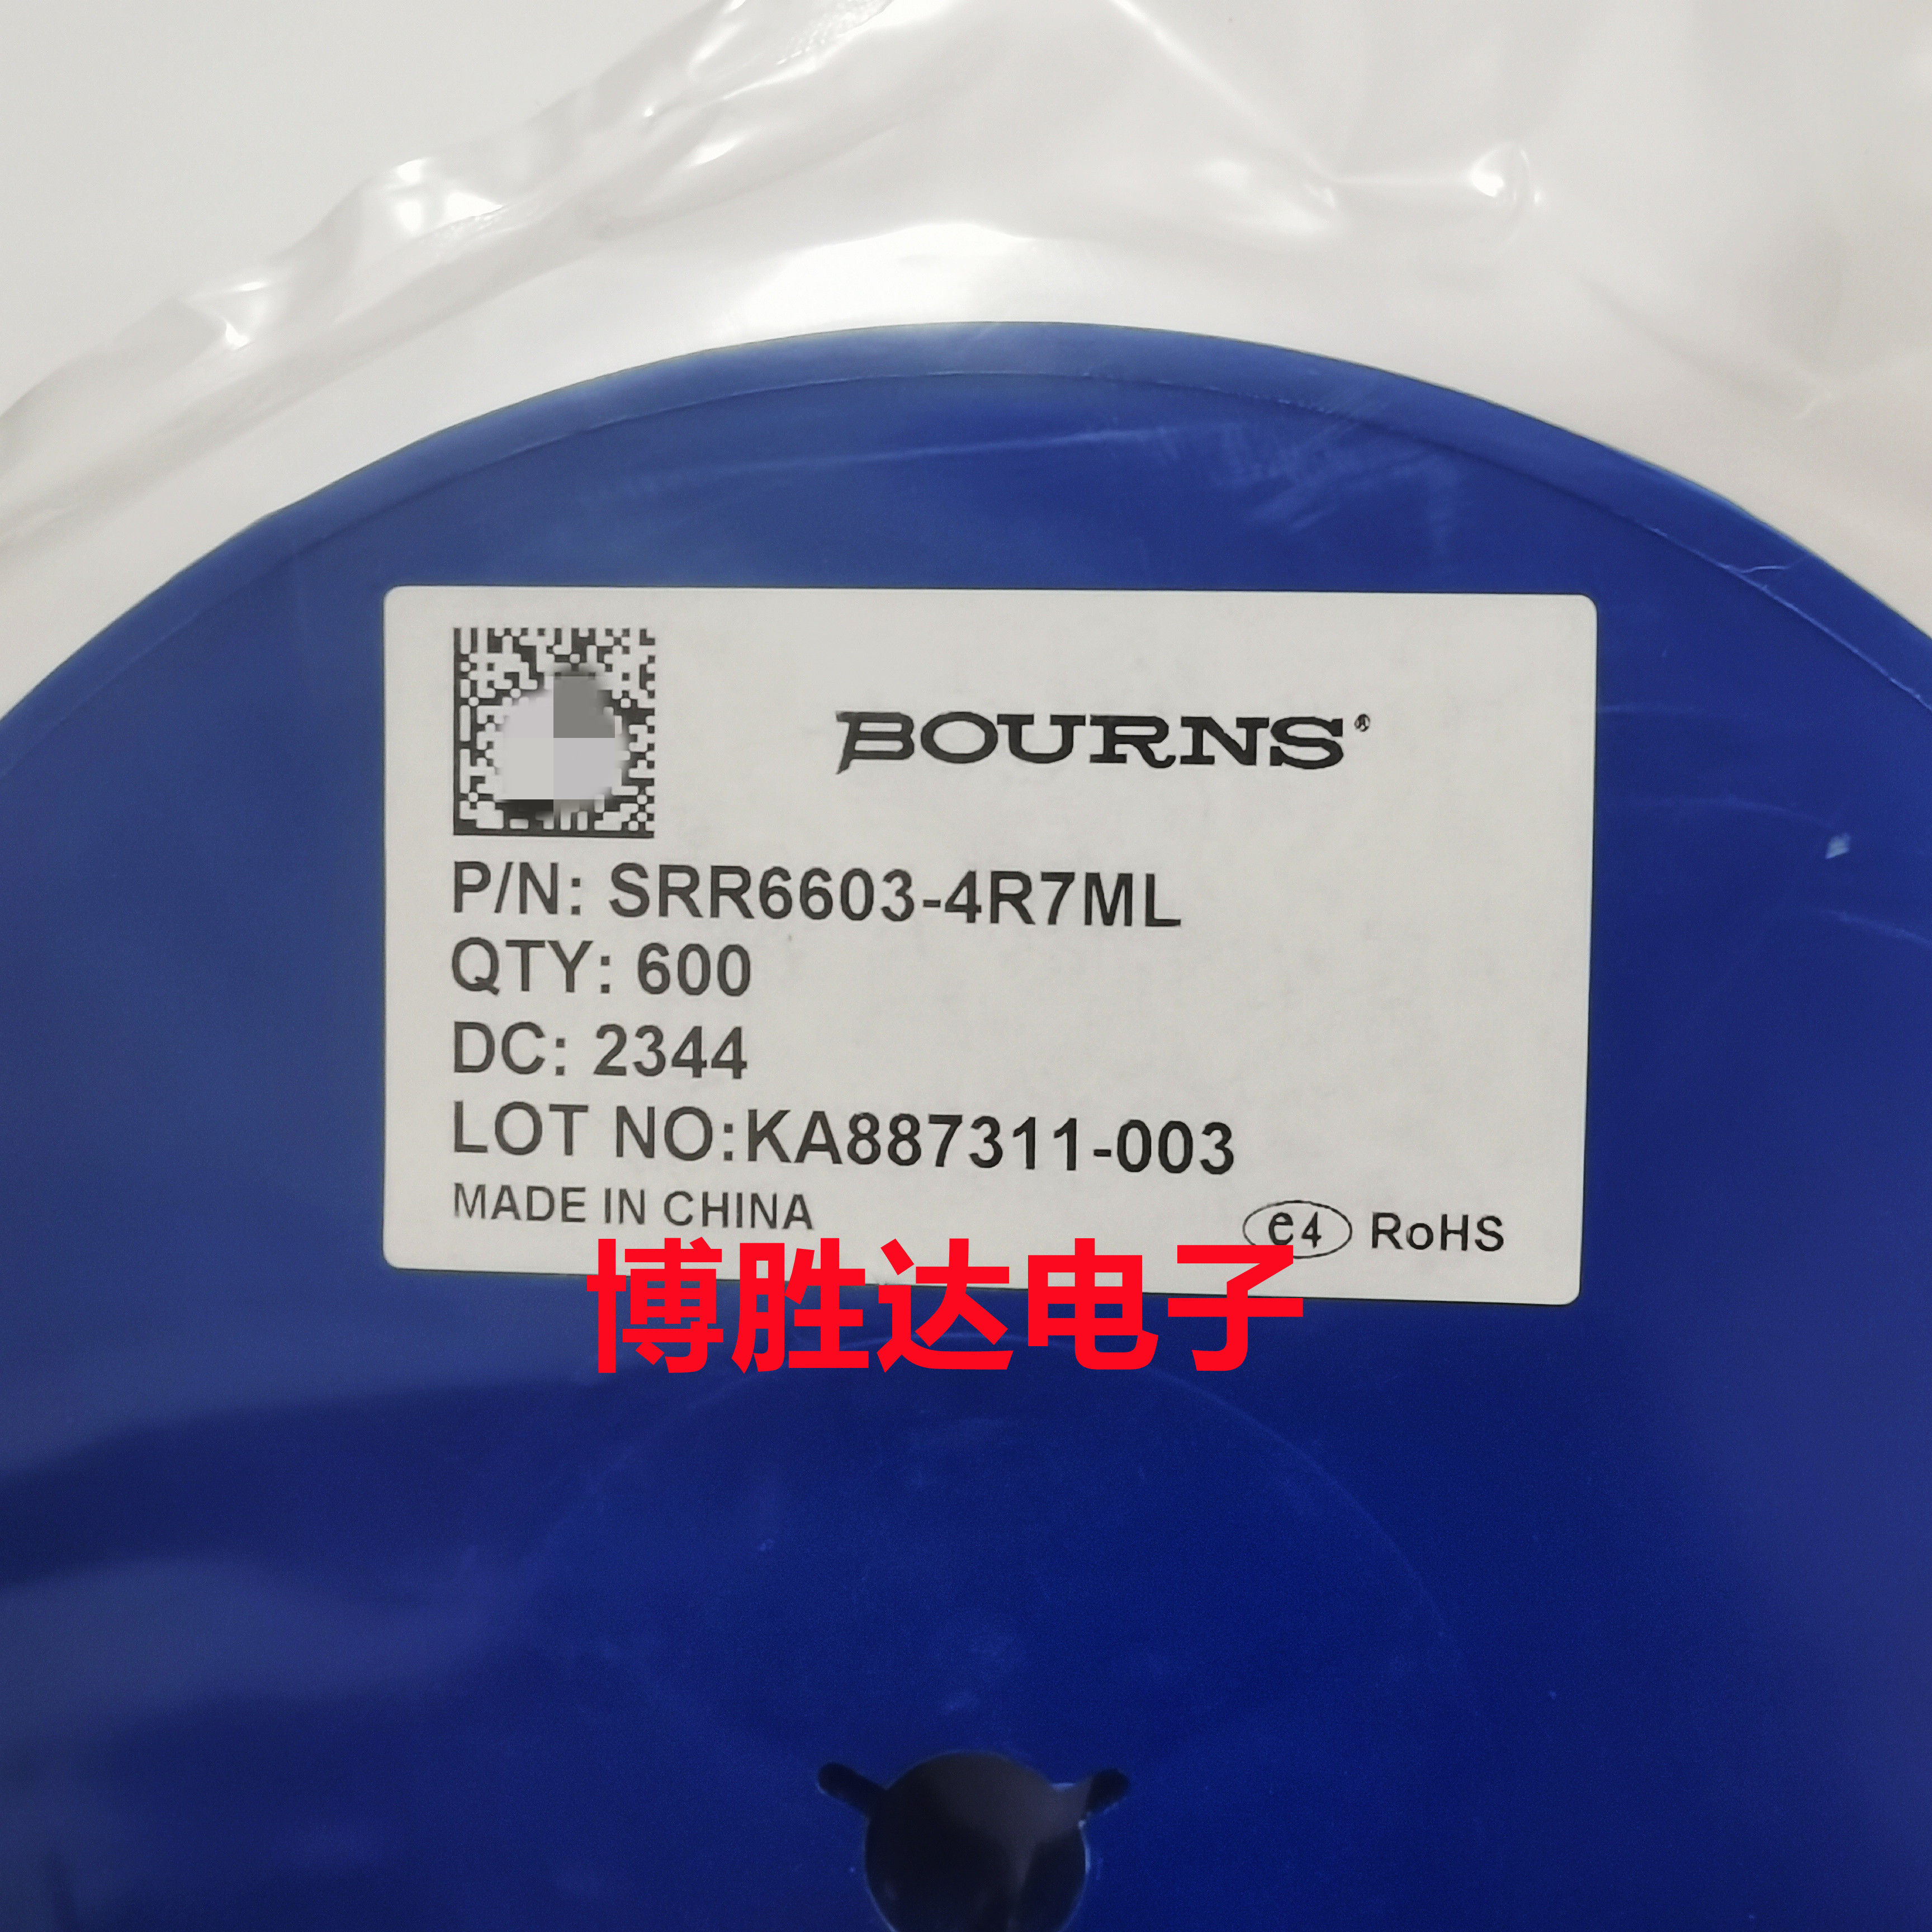 BOURNS®
P/N: SRR6603-4R7ML
QTY: 600
DC: 2344
LOT NO:KA887311-003
MADE IN CHINA
e4 RoHS
博胜达电子